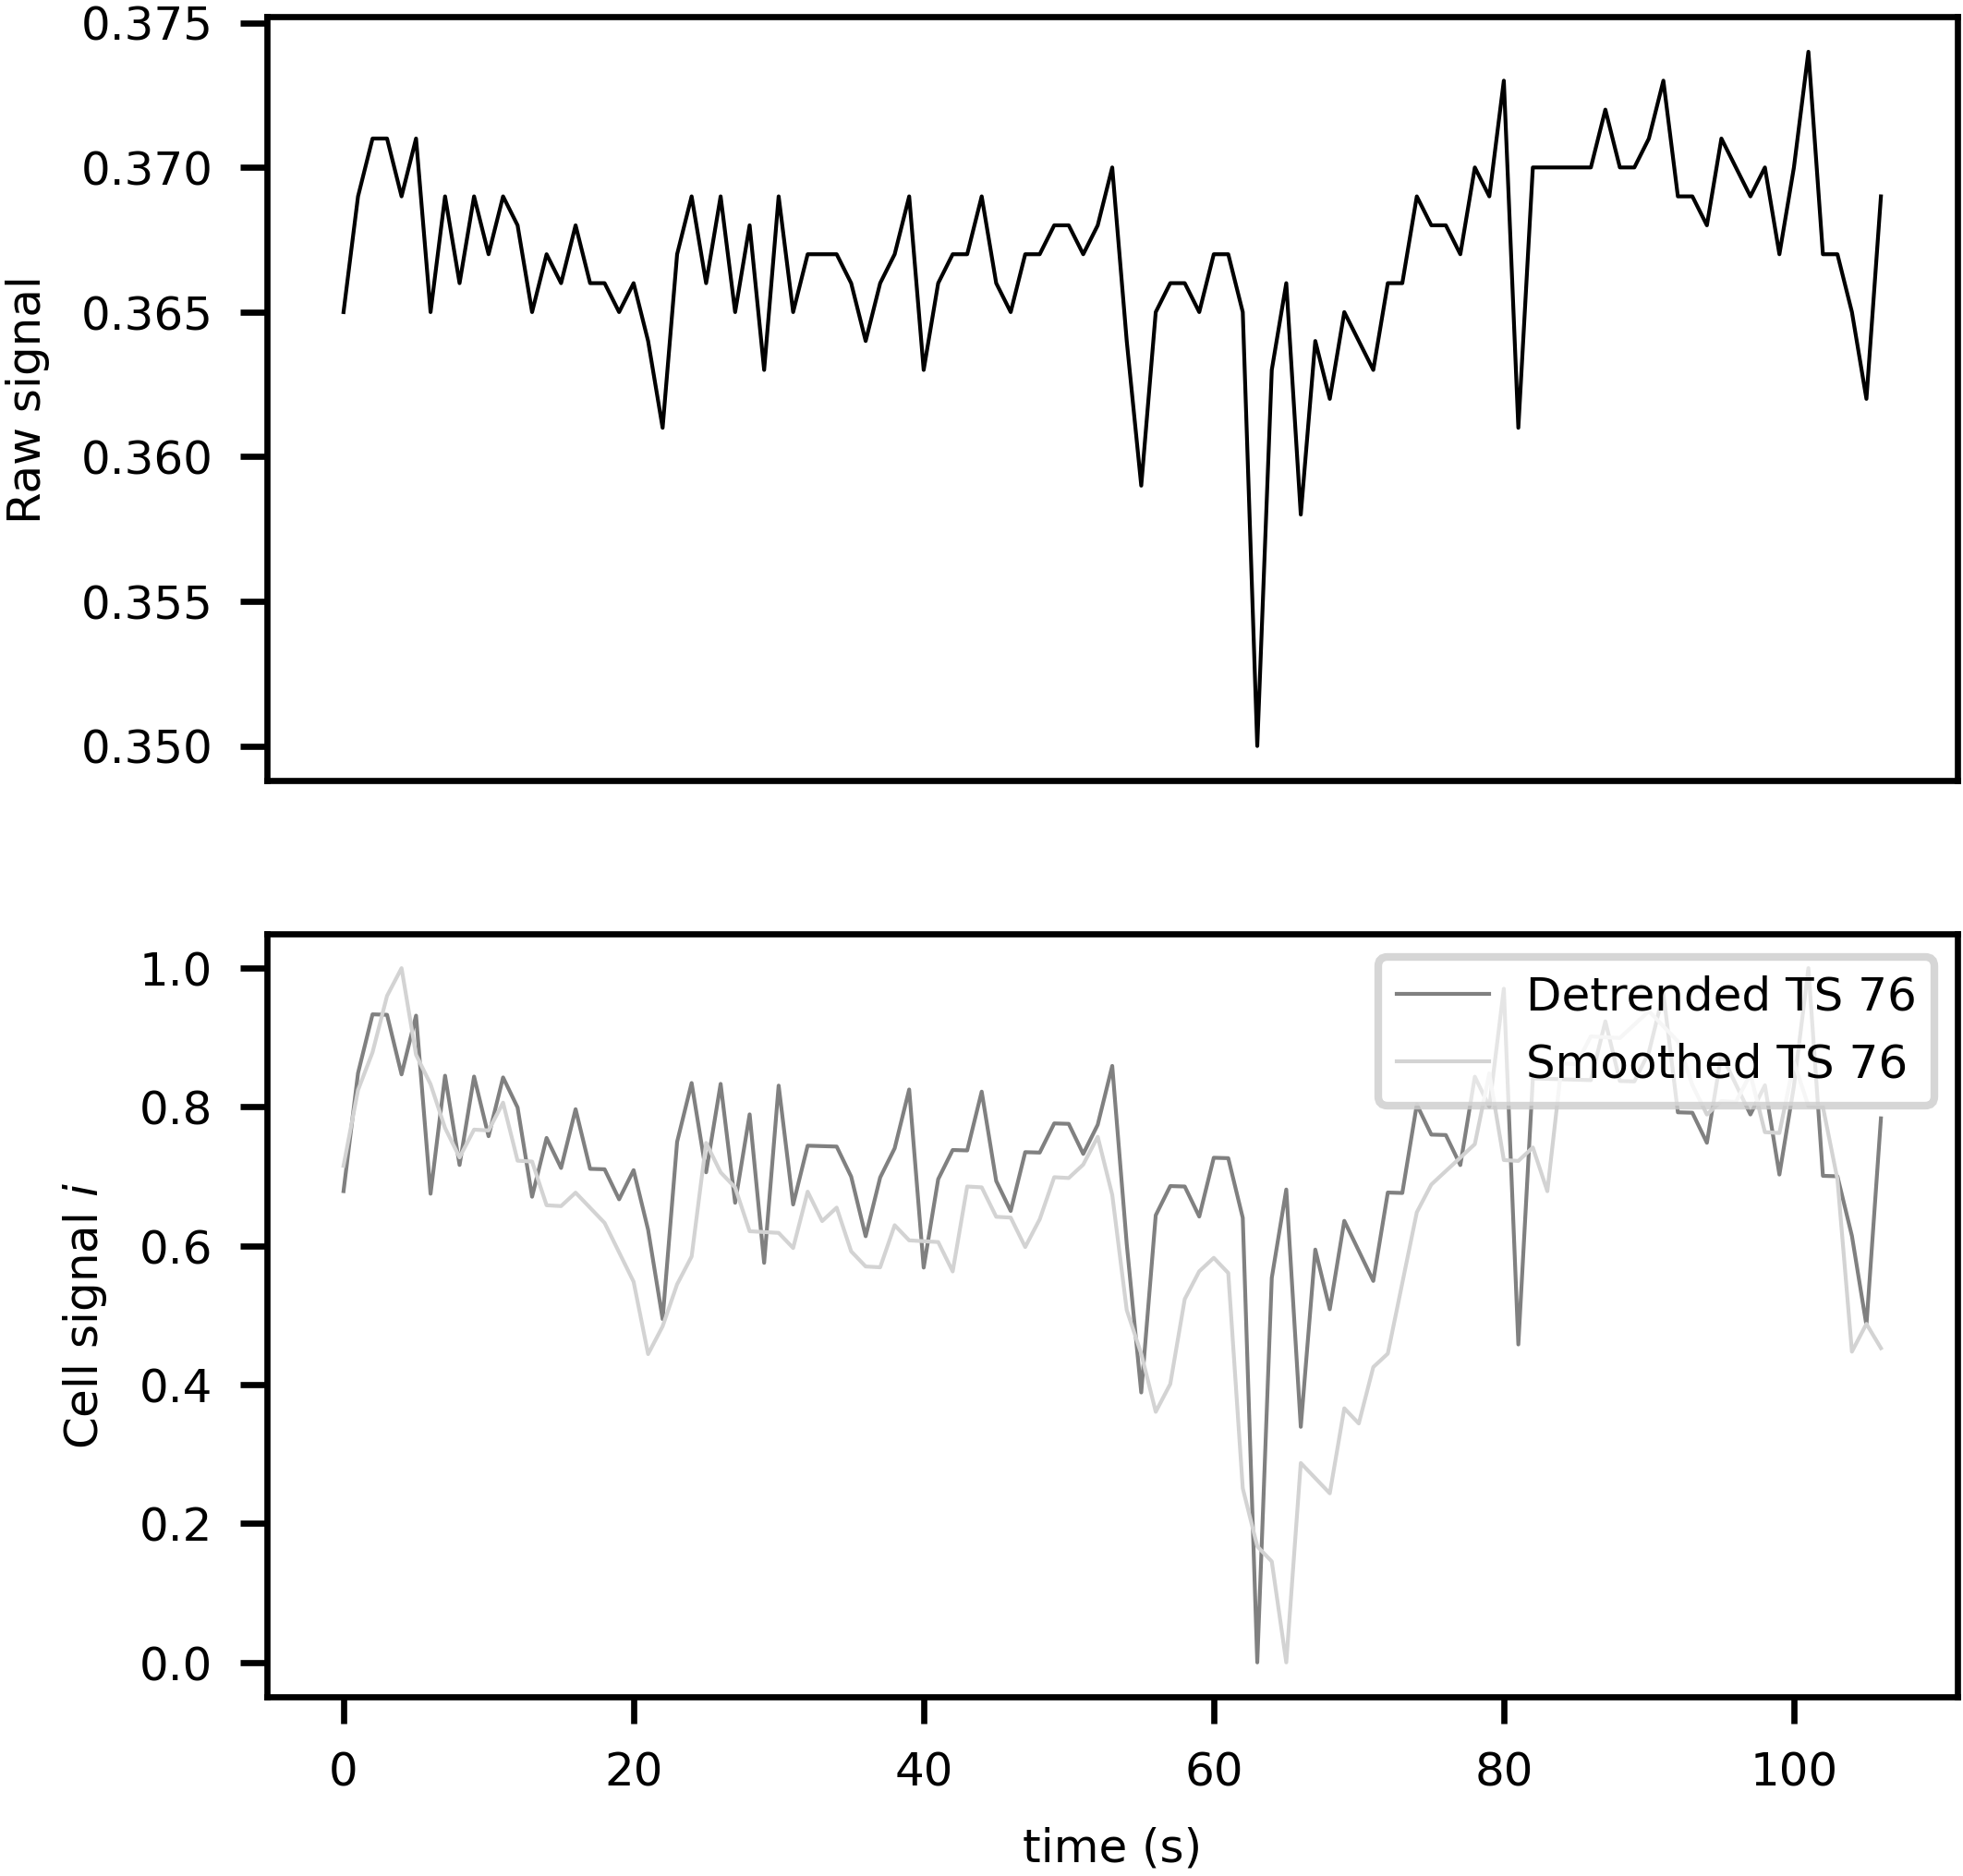 0.375
0.370
0.365
0.360
0.355
0.350
Raw signal
1.0
0.8
0.6
0.4
0.2
0.0
Cell signal i
Detrended TS 76
Smoothed TS 76
0 20 40 60 80 100
time (s)